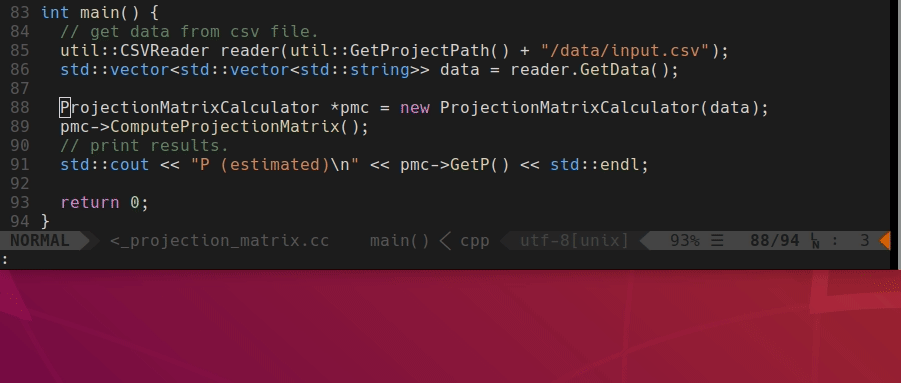 83 int main() {
84   // get data from csv file.
85   util::CSVReader reader(util::GetProjectPath() + "/data/input.csv");
86   std::vector<std::vector<std::string>> data = reader.GetData();
87
88   ProjectionMatrixCalculator *pmc = new ProjectionMatrixCalculator(data);
89   pmc->ComputeProjectionMatrix();
90   // print results.
91   std::cout << "P (estimated)\n" << pmc->GetP() << std::endl;
92
93   return 0;
94 }
NORMAL <_projection_matrix.cc main() cpp utf-8[unix] 93% ☰ 88/94 LN : 3
: